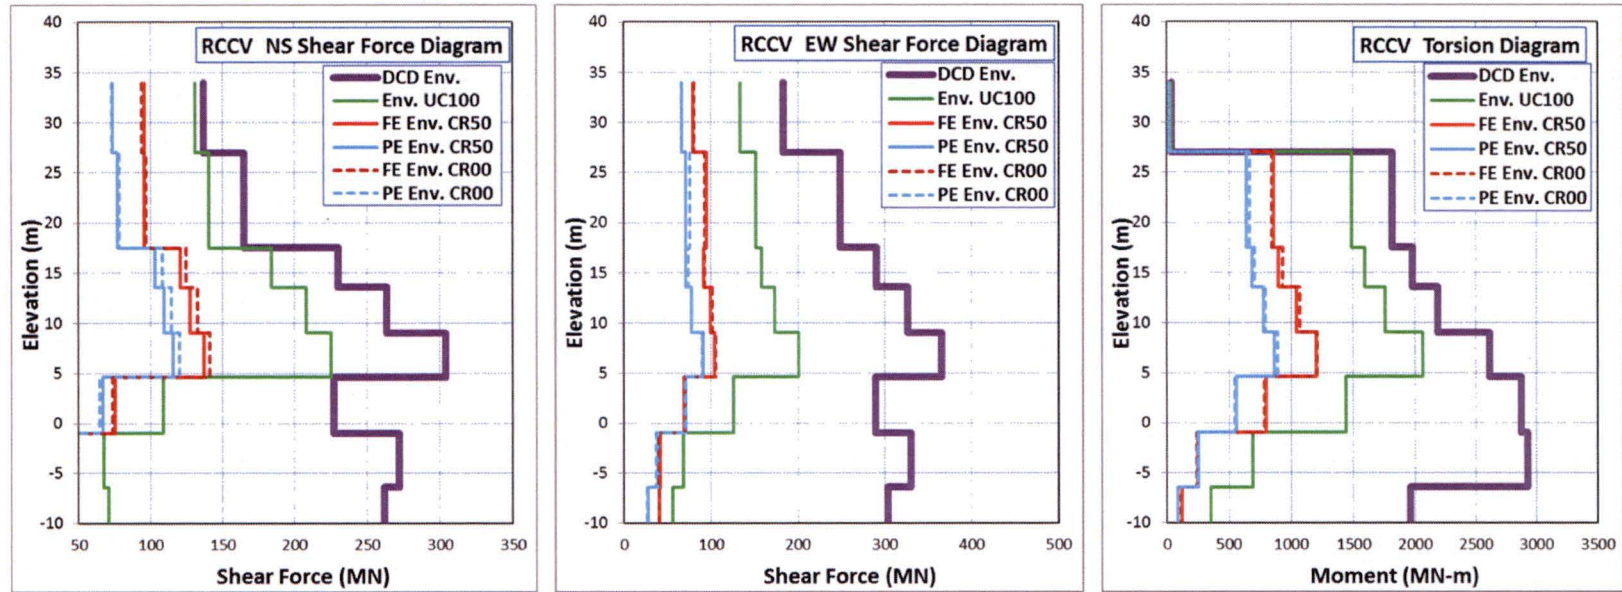 RCCV NS Shear Force Diagram
DCD Env.
Env. UC100
FE Env. CR50
PE Env. CR50
FE Env. CR00
PE Env. CR00
40
35
30
25
20
15
10
5
0
-5
-10
Elevation (m)
50 100 150 200 250 300 350
Shear Force (MN)
RCCV EW Shear Force Diagram
DCD Env.
Env. UC100
FE Env. CR50
PE Env. CR50
FE Env. CR00
PE Env. CR00
40
35
30
25
20
15
10
5
0
-5
-10
Elevation (m)
0 100 200 300 400 500
Shear Force (MN)
RCCV Torsion Diagram
DCD Env.
Env. UC100
FE Env. CR50
PE Env. CR50
FE Env. CR00
PE Env. CR00
40
35
30
25
20
15
10
5
0
-5
-10
Elevation (m)
0 500 1000 1500 2000 2500 3000 3500
Moment (MN-m)